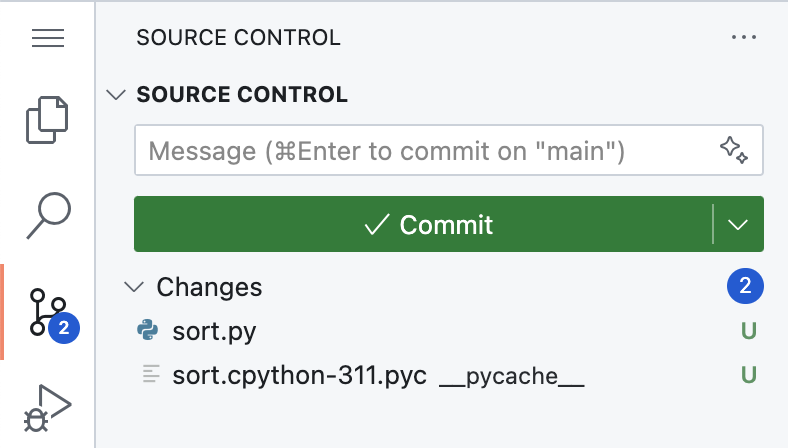 SOURCE CONTROL
SOURCE CONTROL
Message (⌘Enter to commit on "main")
Commit
Changes 2
2
sort.py U
sort.cpython-311.pyc __pycache__ U